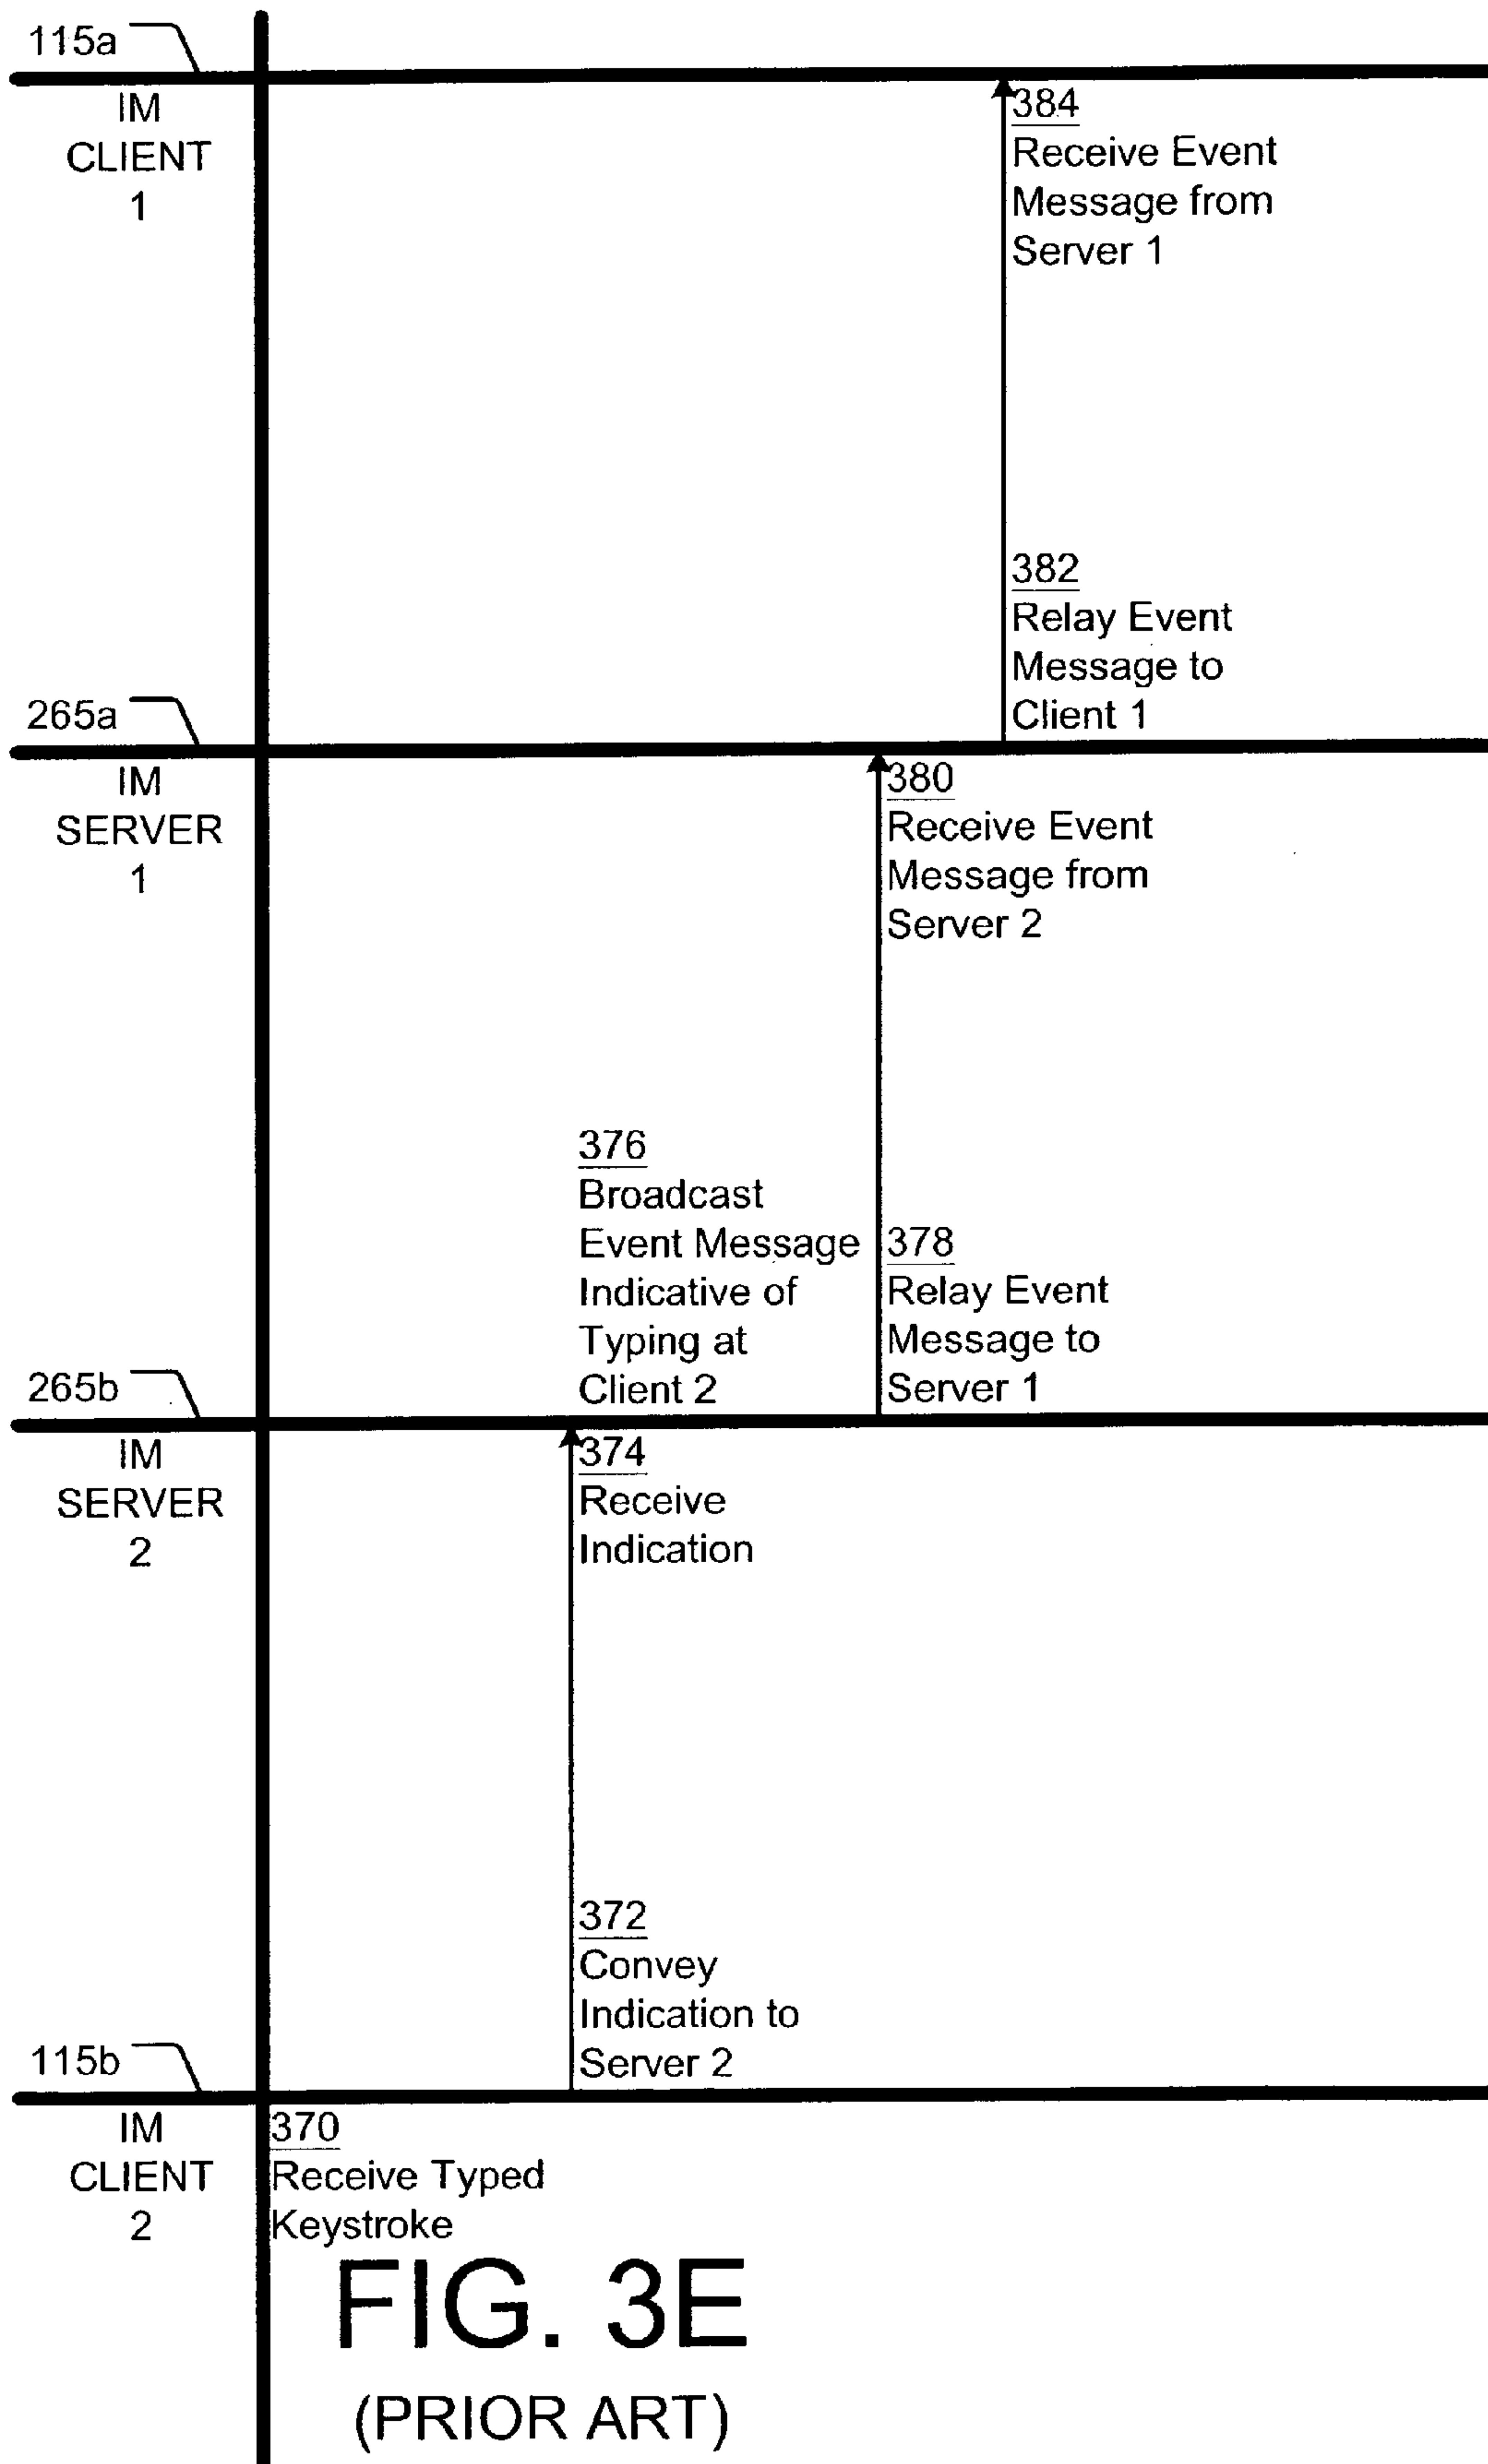 115a
IM
CLIENT
1
384
Receive Event
Message from
Server 1
382
Relay Event
Message to
Client 1
265a
IM
SERVER
1
380
Receive Event
Message from
Server 2
376
Broadcast
Event Message
Indicative of
Typing at
Client 2
378
Relay Event
Message to
Server 1
265b
IM
SERVER
2
374
Receive
Indication
372
Convey
Indication to
Server 2
115b
IM
CLIENT
2
370
Receive Typed
Keystroke
FIG. 3E
(PRIOR ART)